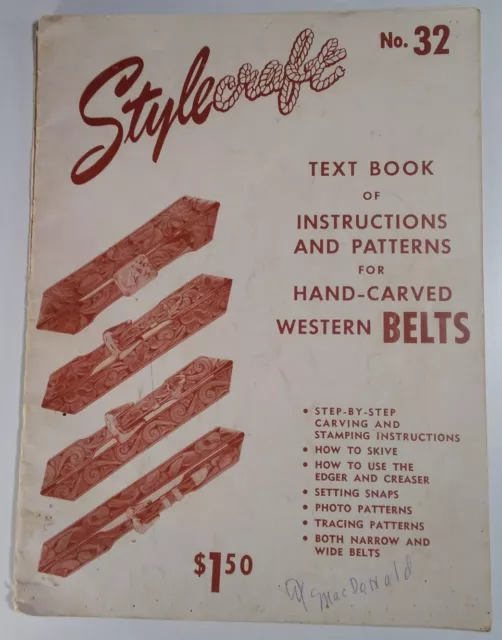 Stylecraft
No. 32
TEXT BOOK
OF
INSTRUCTIONS
AND PATTERNS
FOR
HAND-CARVED
WESTERN BELTS
• STEP-BY-STEP
CARVING AND
STAMPING INSTRUCTIONS
• HOW TO SKIVE
• HOW TO USE THE
EDGER AND CREASER
• SETTING SNAPS
• PHOTO PATTERNS
• TRACING PATTERNS
• BOTH NARROW AND
WIDE BELTS
$1.50
MacDonald